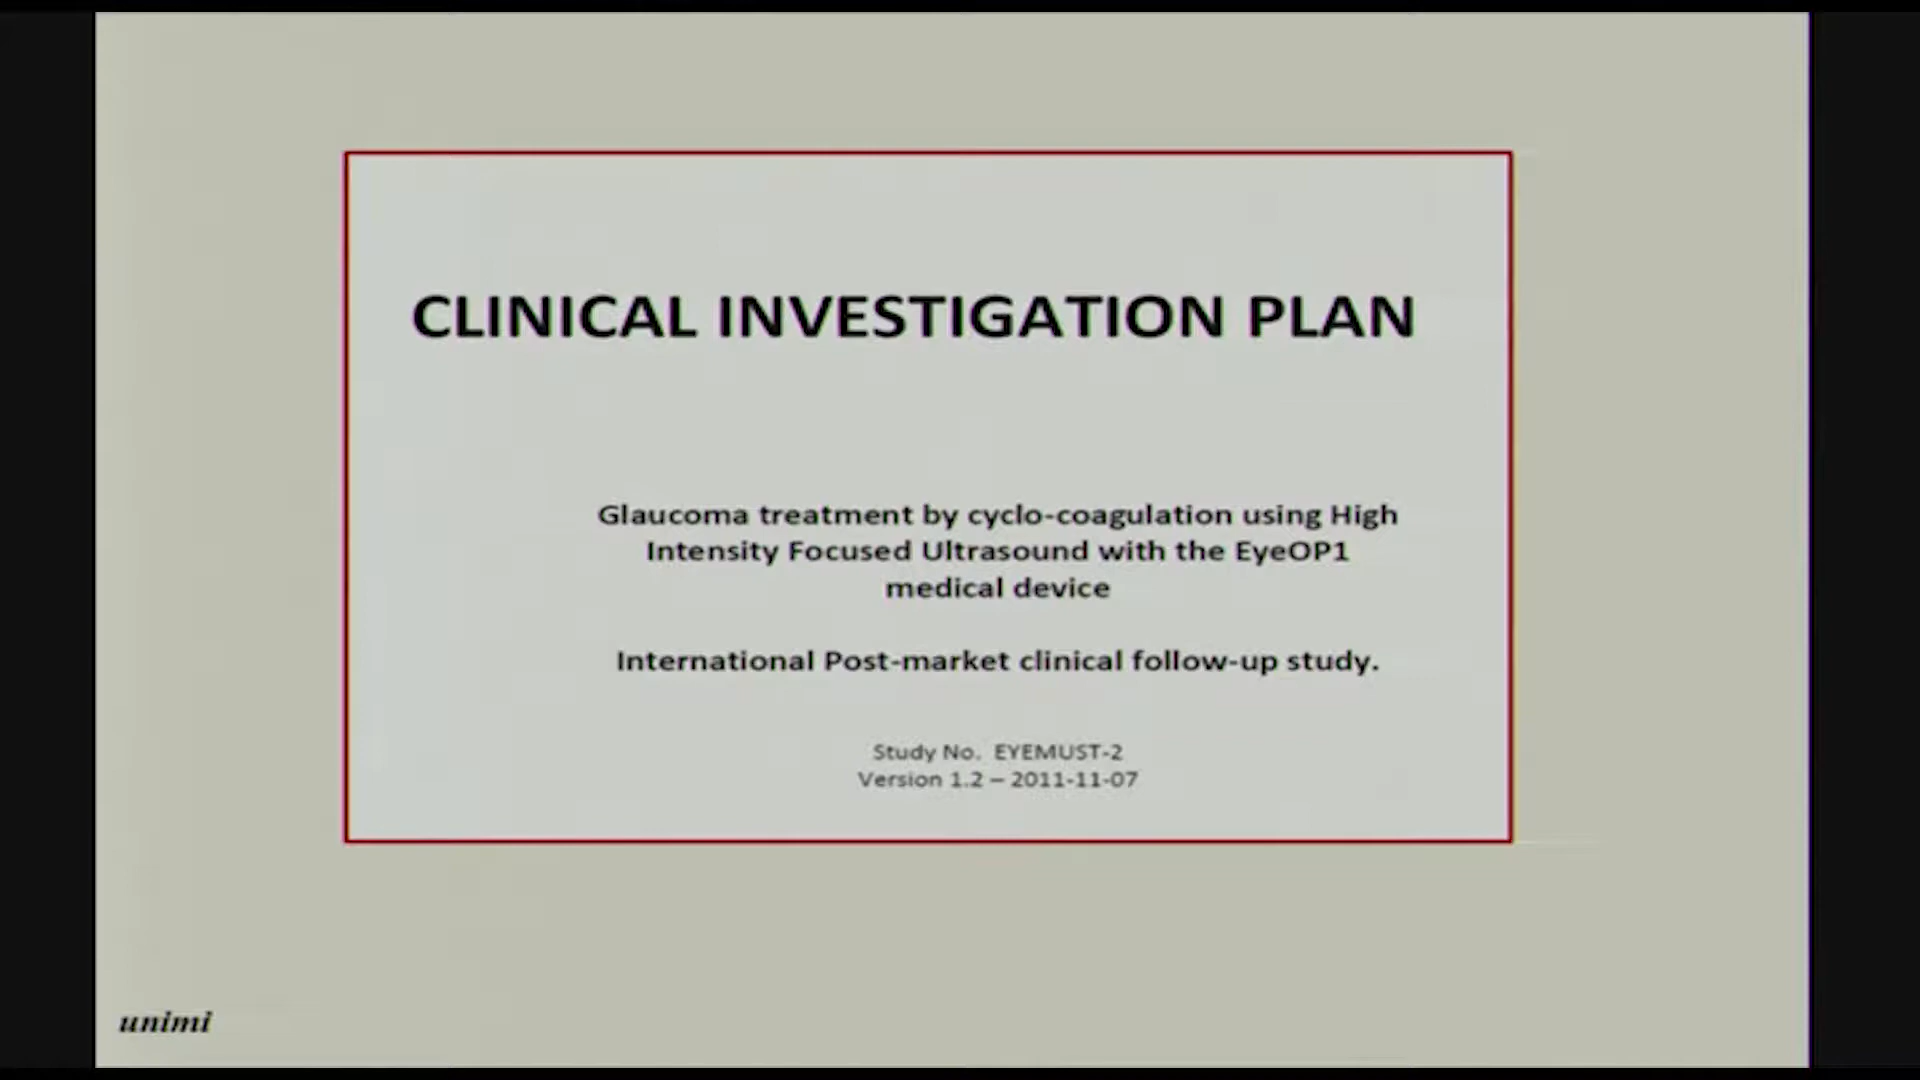 CLINICAL INVESTIGATION PLAN
Glaucoma treatment by cyclo-coagulation using High
Intensity Focused Ultrasound with the EyeOP1
medical device
International Post-market clinical follow-up study.
Study No. EYEMUST-2
Version 1.2 – 2011-11-07
unimi